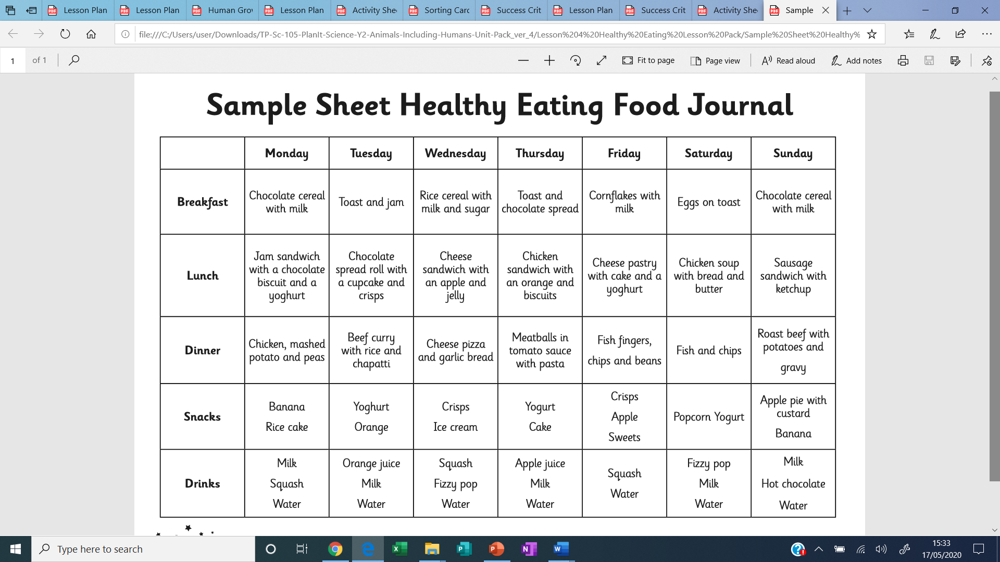 Lesson Plan
Lesson Plan
Human Grov
Lesson Plan
Activity She
Sorting Card
Success Crit
Lesson Plan
Success Crit
Activity She
Sample
file:///C:/Users/user/Downloads/TP-Sc-105-PlanIt-Science-Y2-Animals-Including-Humans-Unit-Pack_ver_4/Lesson%204%20Healthy%20Eating%20Lesson%20Pack/Sample%20Sheet%20Healthy%
1 of 1
Fit to page
Page view
Read aloud
Add notes
Sample Sheet Healthy Eating Food Journal
Monday Tuesday Wednesday Thursday Friday Saturday Sunday
Breakfast
Chocolate cereal
with milk
Toast and jam
Rice cereal with
milk and sugar
Toast and
chocolate spread
Cornflakes with
milk
Eggs on toast
Chocolate cereal
with milk
Lunch
Jam sandwich
with a chocolate
biscuit and a
yoghurt
Chocolate
spread roll with
a cupcake and
crisps
Cheese
sandwich with
an apple and
jelly
Chicken
sandwich with
an orange and
biscuits
Cheese pastry
with cake and a
yoghurt
Chicken soup
with bread and
butter
Sausage
sandwich with
ketchup
Dinner
Chicken, mashed
potato and peas
Beef curry
with rice and
chapatti
Cheese pizza
and garlic bread
Meatballs in
tomato sauce
with pasta
Fish fingers,
chips and beans
Fish and chips
Roast beef with
potatoes and
gravy
Snacks
Banana
Rice cake
Yoghurt
Orange
Crisps
Ice cream
Yogurt
Cake
Crisps
Apple
Sweets
Popcorn Yogurt
Apple pie with
custard
Banana
Drinks
Milk
Squash
Water
Orange juice
Milk
Water
Squash
Fizzy pop
Water
Apple juice
Milk
Water
Squash
Water
Fizzy pop
Milk
Water
Milk
Hot chocolate
Water
Type here to search
15:33
17/05/2020